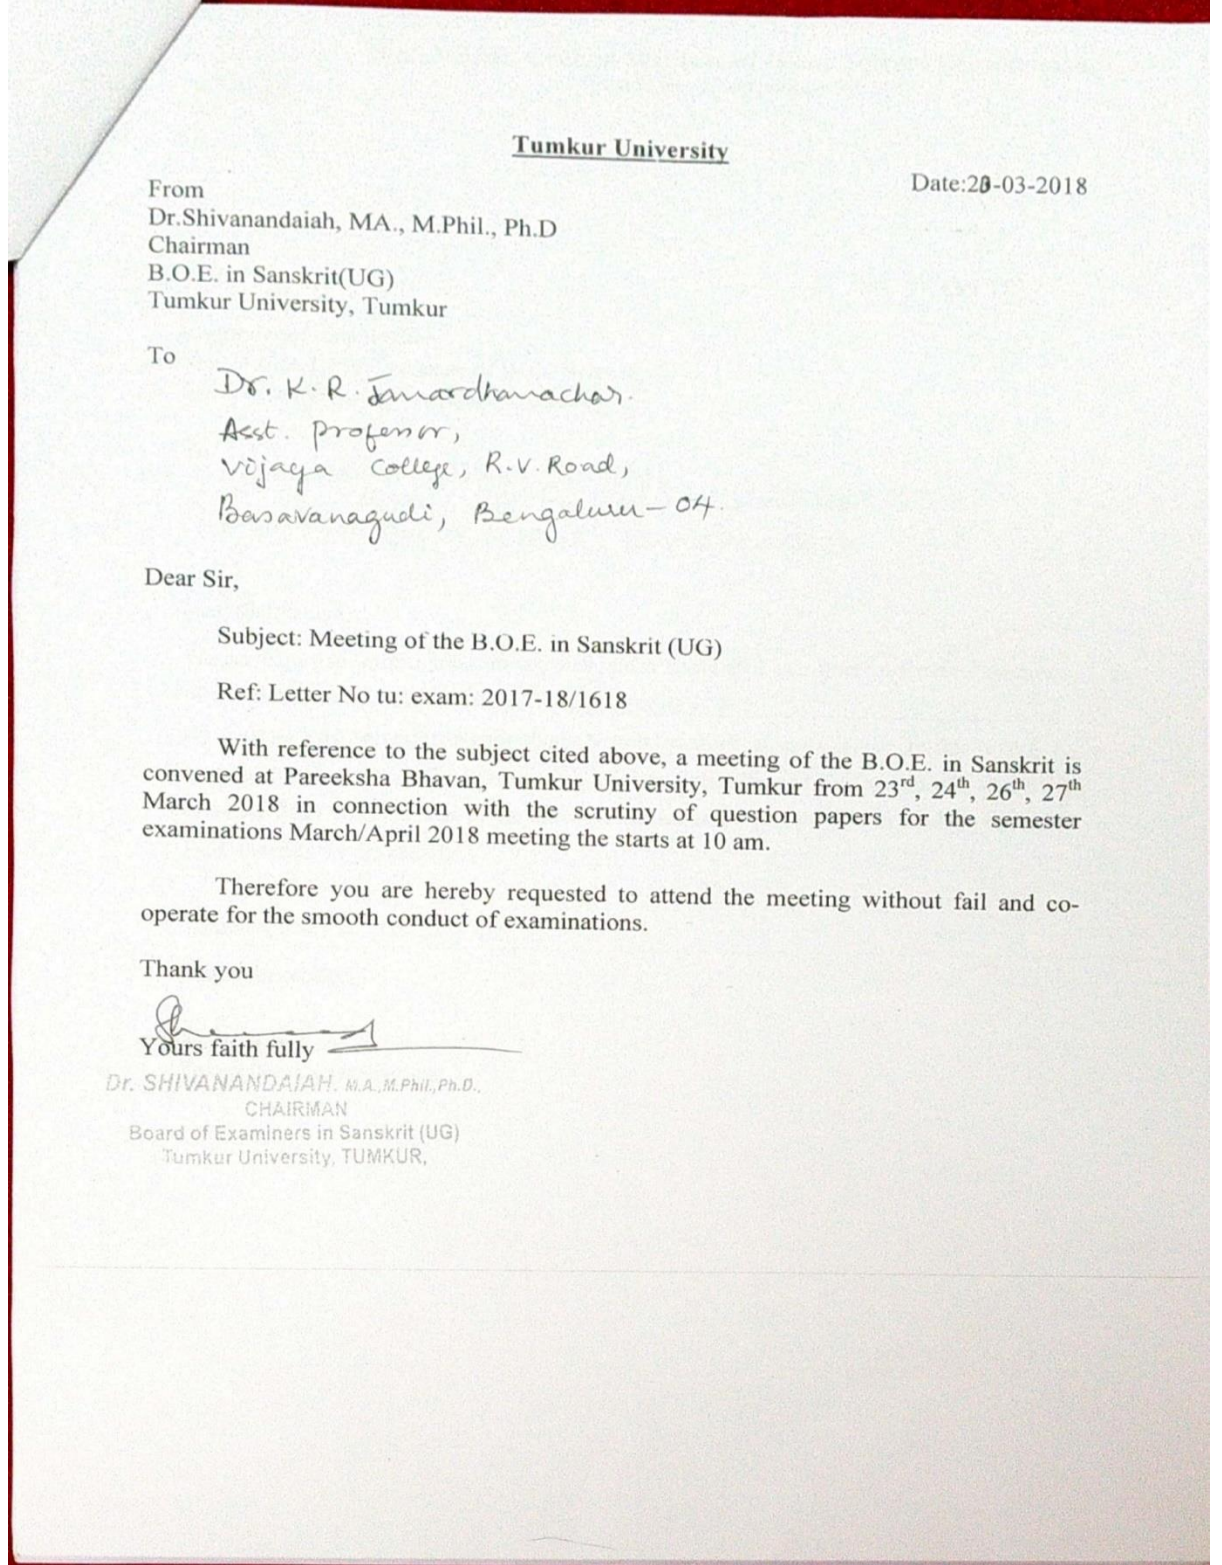 Tumkur University
Date:20-03-2018
From
Dr.Shivanandaiah, MA., M.Phil., Ph.D
Chairman
B.O.E. in Sanskrit(UG)
Tumkur University, Tumkur
To
Dr. K. R. Janardhanachar.
Asst. professor,
Vijaya College, R.V. Road,
Basavanagudi, Bengaluru - 04.
Dear Sir,
Subject: Meeting of the B.O.E. in Sanskrit (UG)
Ref: Letter No tu: exam: 2017-18/1618
With reference to the subject cited above, a meeting of the B.O.E. in Sanskrit is
convened at Pareeksha Bhavan, Tumkur University, Tumkur from 23rd, 24th, 26th, 27th
March 2018 in connection with the scrutiny of question papers for the semester
examinations March/April 2018 meeting the starts at 10 am.
Therefore you are hereby requested to attend the meeting without fail and co-
operate for the smooth conduct of examinations.
Thank you
Yours faith fully
Dr. SHIVANANDAIAH. M.A.,M.Phil.,Ph.D.,
CHAIRMAN
Board of Examiners in Sanskrit (UG)
Tumkur University, TUMKUR,